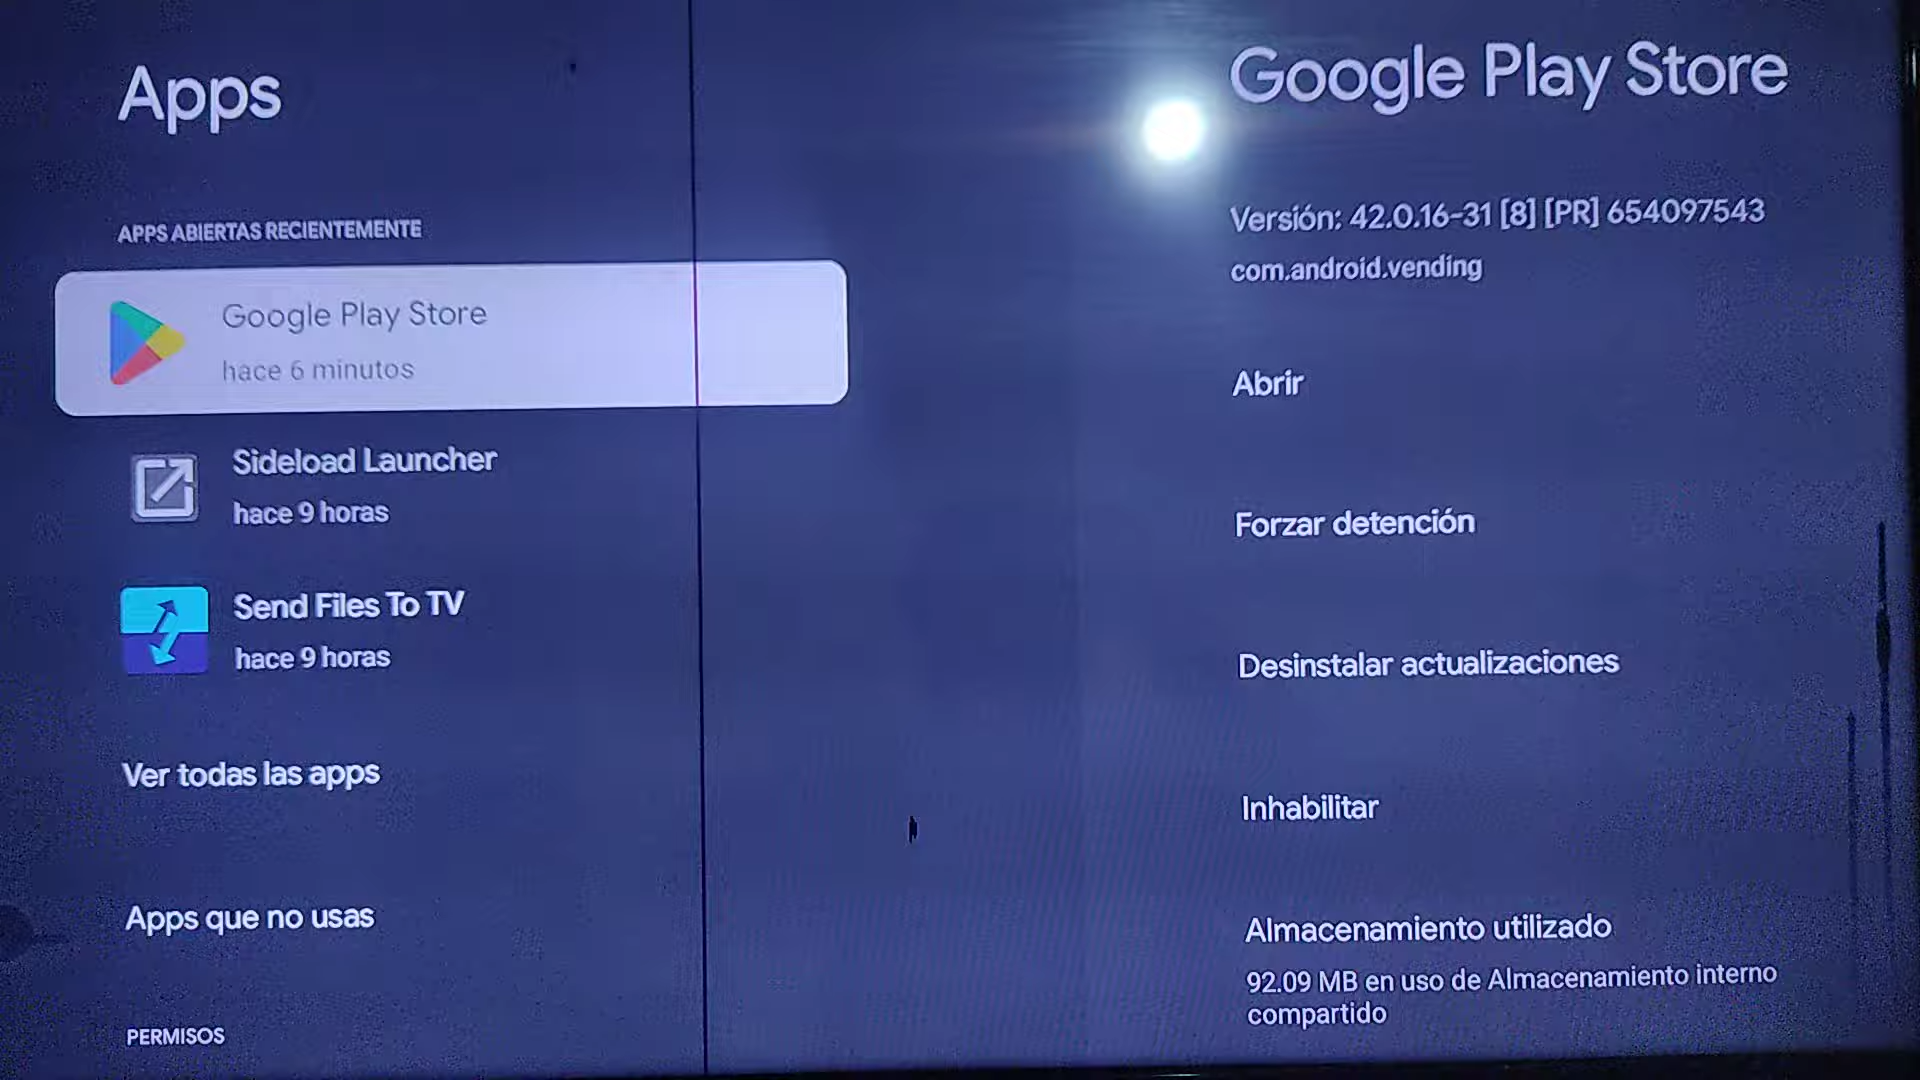 Apps
APPS ABIERTAS RECIENTEMENTE
Google Play Store
hace 6 minutos
Sideload Launcher
hace 9 horas
Send Files To TV
hace 9 horas
Ver todas las apps
Apps que no usas
PERMISOS
Google Play Store
Versión: 42.0.16-31 [8] [PR] 654097543
com.android.vending
Abrir
Forzar detención
Desinstalar actualizaciones
Inhabilitar
Almacenamiento utilizado
92.09 MB en uso de Almacenamiento interno
compartido